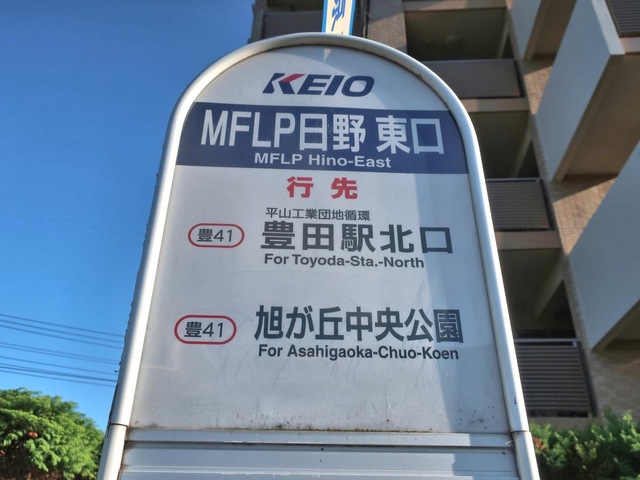 KEIO
MFLP日野 東口
MFLP Hino-East
行先
平山工業団地循環
豊41 豊田駅北口
For Toyoda-Sta.-North
豊41 旭が丘中央公園
For Asahigaoka-Chuo-Koen